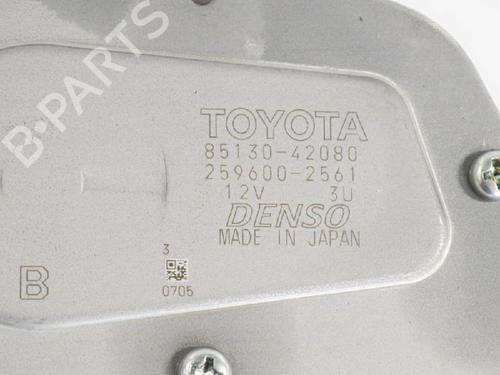 B-PARTS
TOYOTA
85130-42080
259600-2561
12V 3U
DENSO
MADE IN JAPAN
3
B
0705